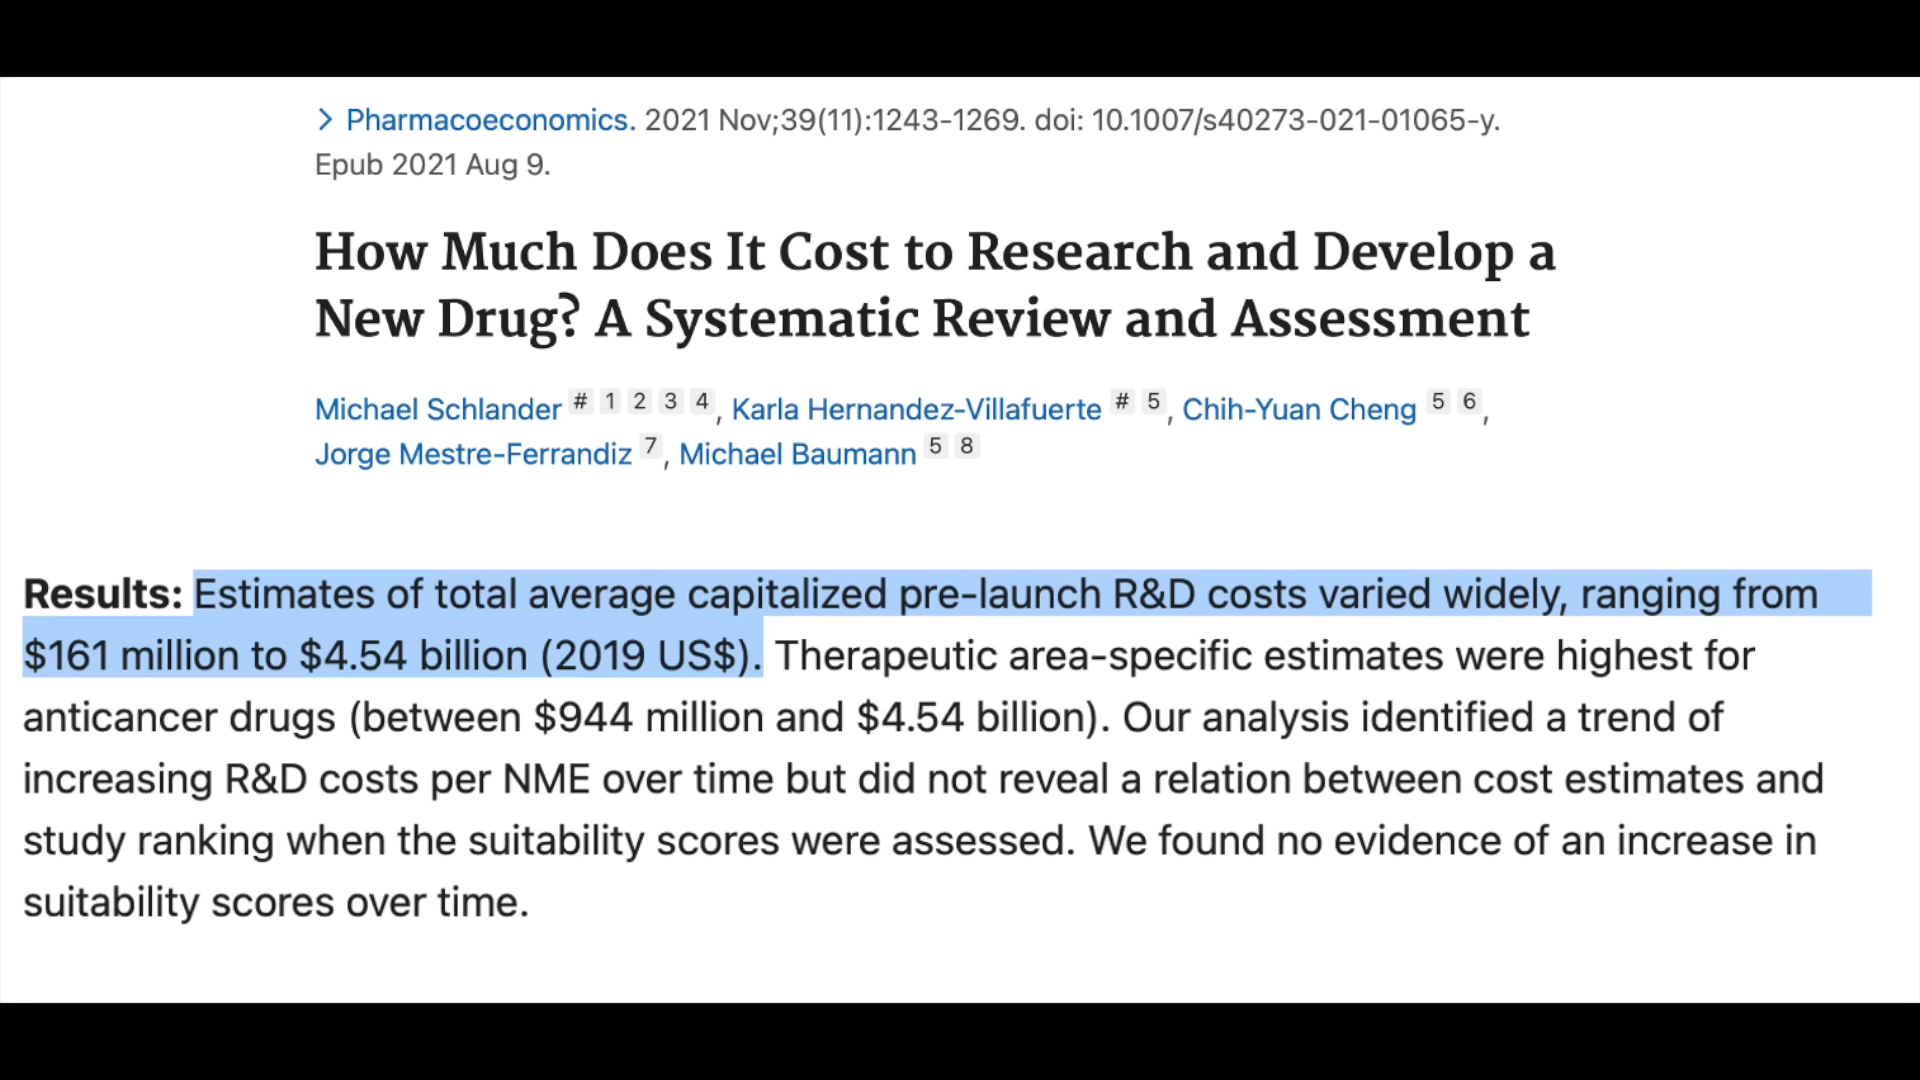 > Pharmacoeconomics. 2021 Nov;39(11):1243-1269. doi: 10.1007/s40273-021-01065-y.
Epub 2021 Aug 9.
How Much Does It Cost to Research and Develop a
New Drug? A Systematic Review and Assessment
Michael Schlander # 1 2 3 4, Karla Hernandez-Villafuerte # 5, Chih-Yuan Cheng 5 6,
Jorge Mestre-Ferrandiz 7, Michael Baumann 5 8
Results: Estimates of total average capitalized pre-launch R&D costs varied widely, ranging from
$161 million to $4.54 billion (2019 US$). Therapeutic area-specific estimates were highest for
anticancer drugs (between $944 million and $4.54 billion). Our analysis identified a trend of
increasing R&D costs per NME over time but did not reveal a relation between cost estimates and
study ranking when the suitability scores were assessed. We found no evidence of an increase in
suitability scores over time.